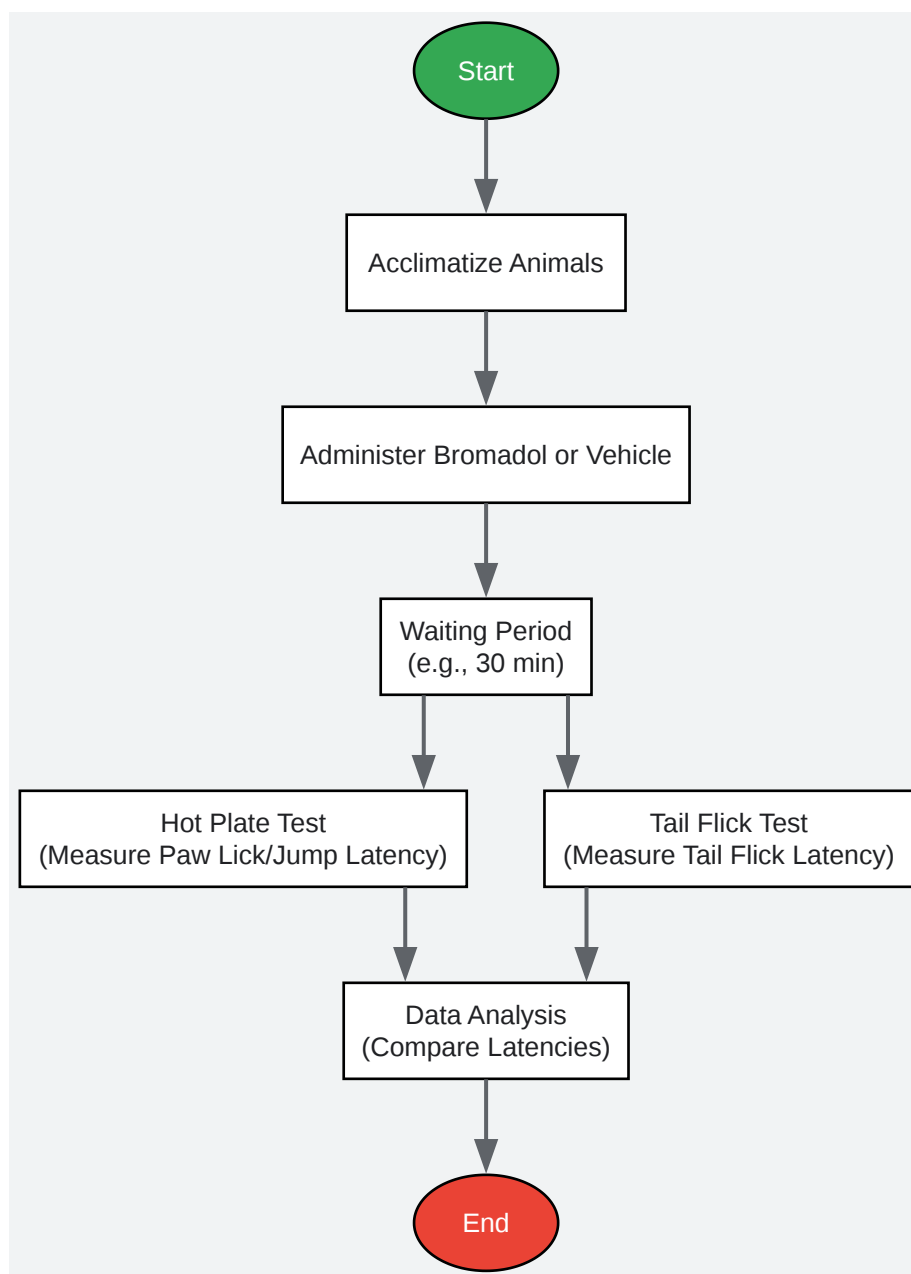 Start
Acclimatize Animals
Administer Bromadol or Vehicle
Waiting Period
(e.g., 30 min)
Hot Plate Test
(Measure Paw Lick/Jump Latency)
Tail Flick Test
(Measure Tail Flick Latency)
Data Analysis
(Compare Latencies)
End